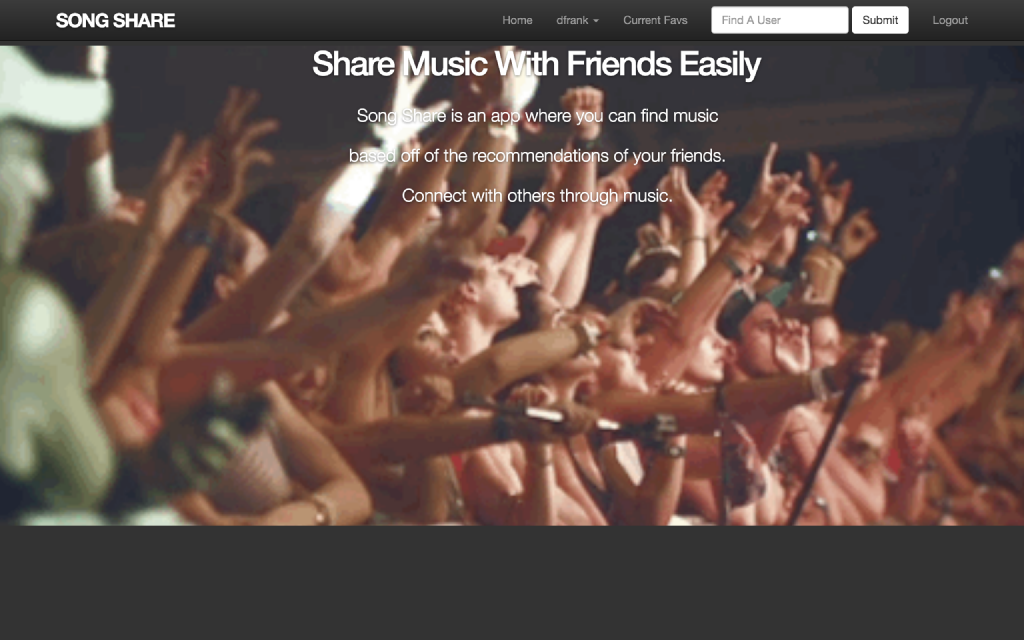 SONG SHARE
Home
dfrank
Current Favs
Find A User
Submit
Logout
Share Music With Friends Easily
Song Share is an app where you can find music
based off of the recommendations of your friends.
Connect with others through music.